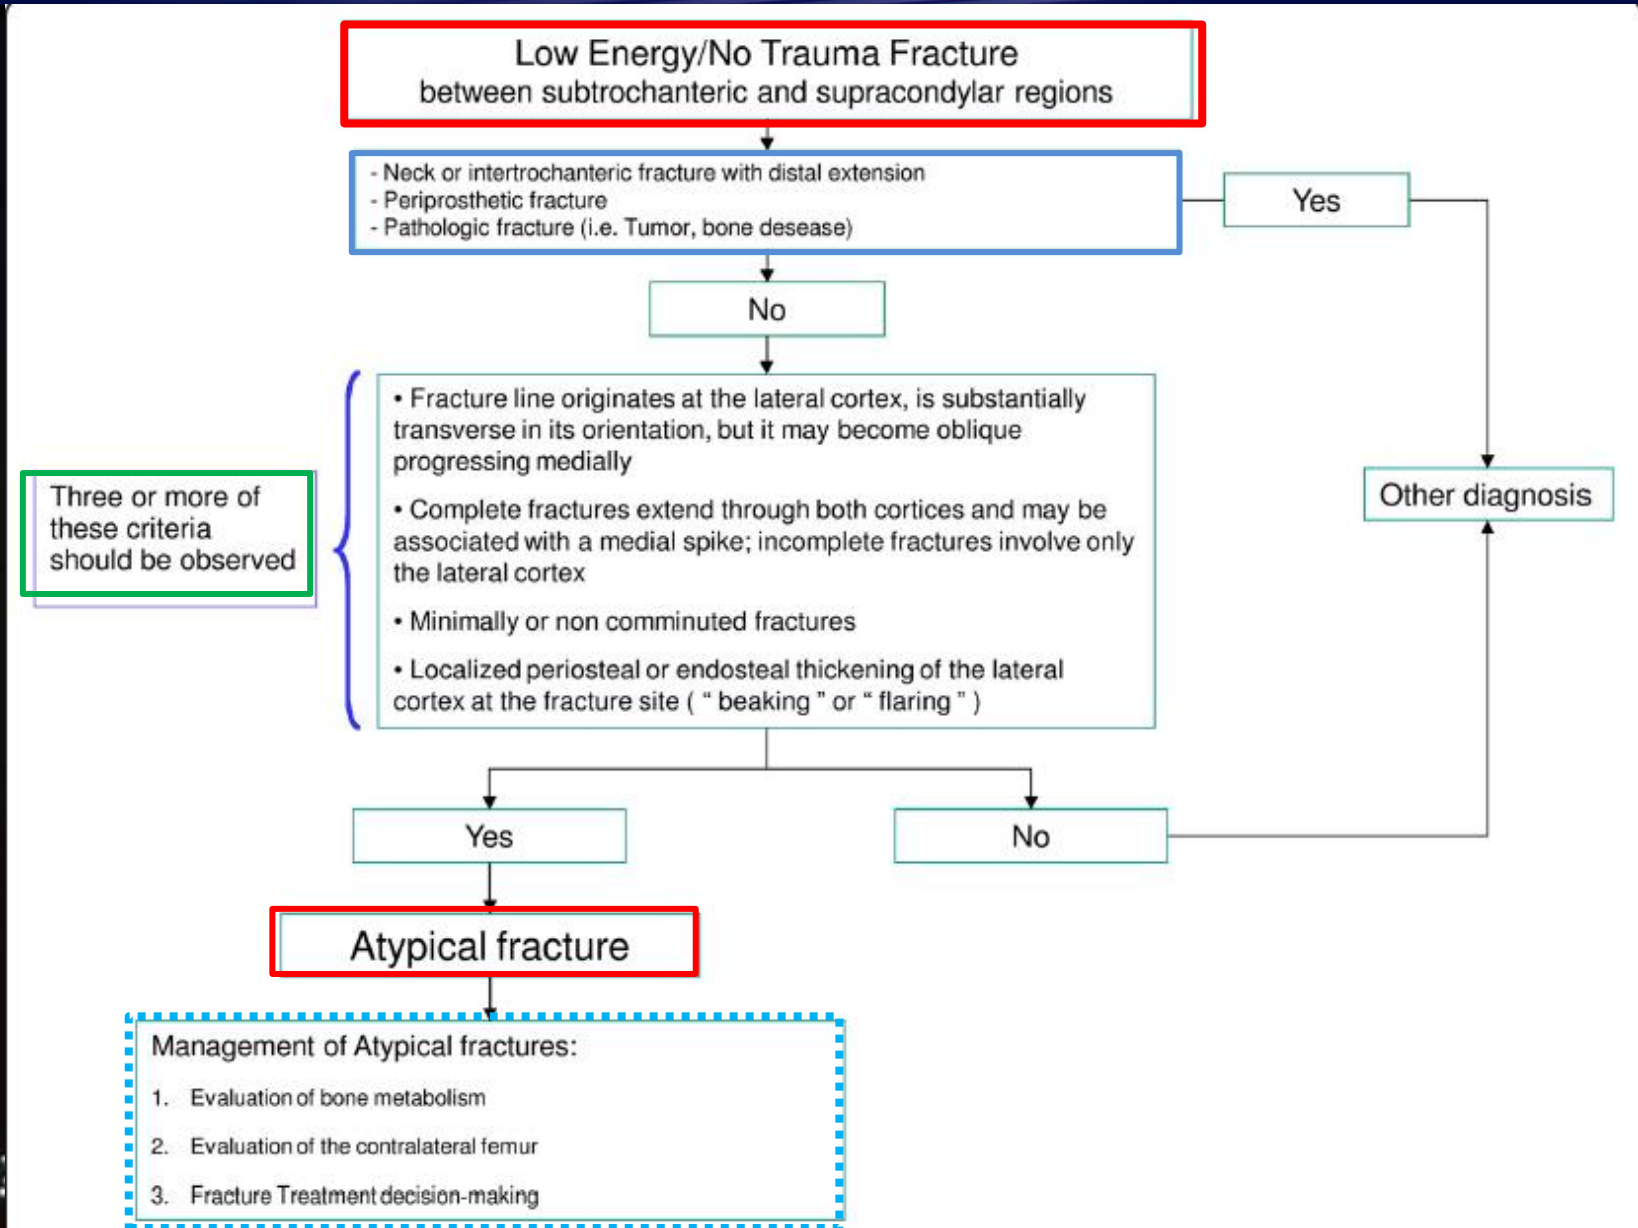 Low Energy/No Trauma Fracture
between subtrochanteric and supracondylar regions
- Neck or intertrochanteric fracture with distal extension
- Periprosthetic fracture
- Pathologic fracture (i.e. Tumor, bone desease)
Yes
No
• Fracture line originates at the lateral cortex, is substantially
transverse in its orientation, but it may become oblique
progressing medially
• Complete fractures extend through both cortices and may be
associated with a medial spike; incomplete fractures involve only
the lateral cortex
• Minimally or non comminuted fractures
• Localized periosteal or endosteal thickening of the lateral
cortex at the fracture site ( “ beaking ” or “ flaring ” )
Three or more of
these criteria
should be observed
Other diagnosis
Yes
No
Atypical fracture
Management of Atypical fractures:
1. Evaluation of bone metabolism
2. Evaluation of the contralateral femur
3. Fracture Treatment decision-making